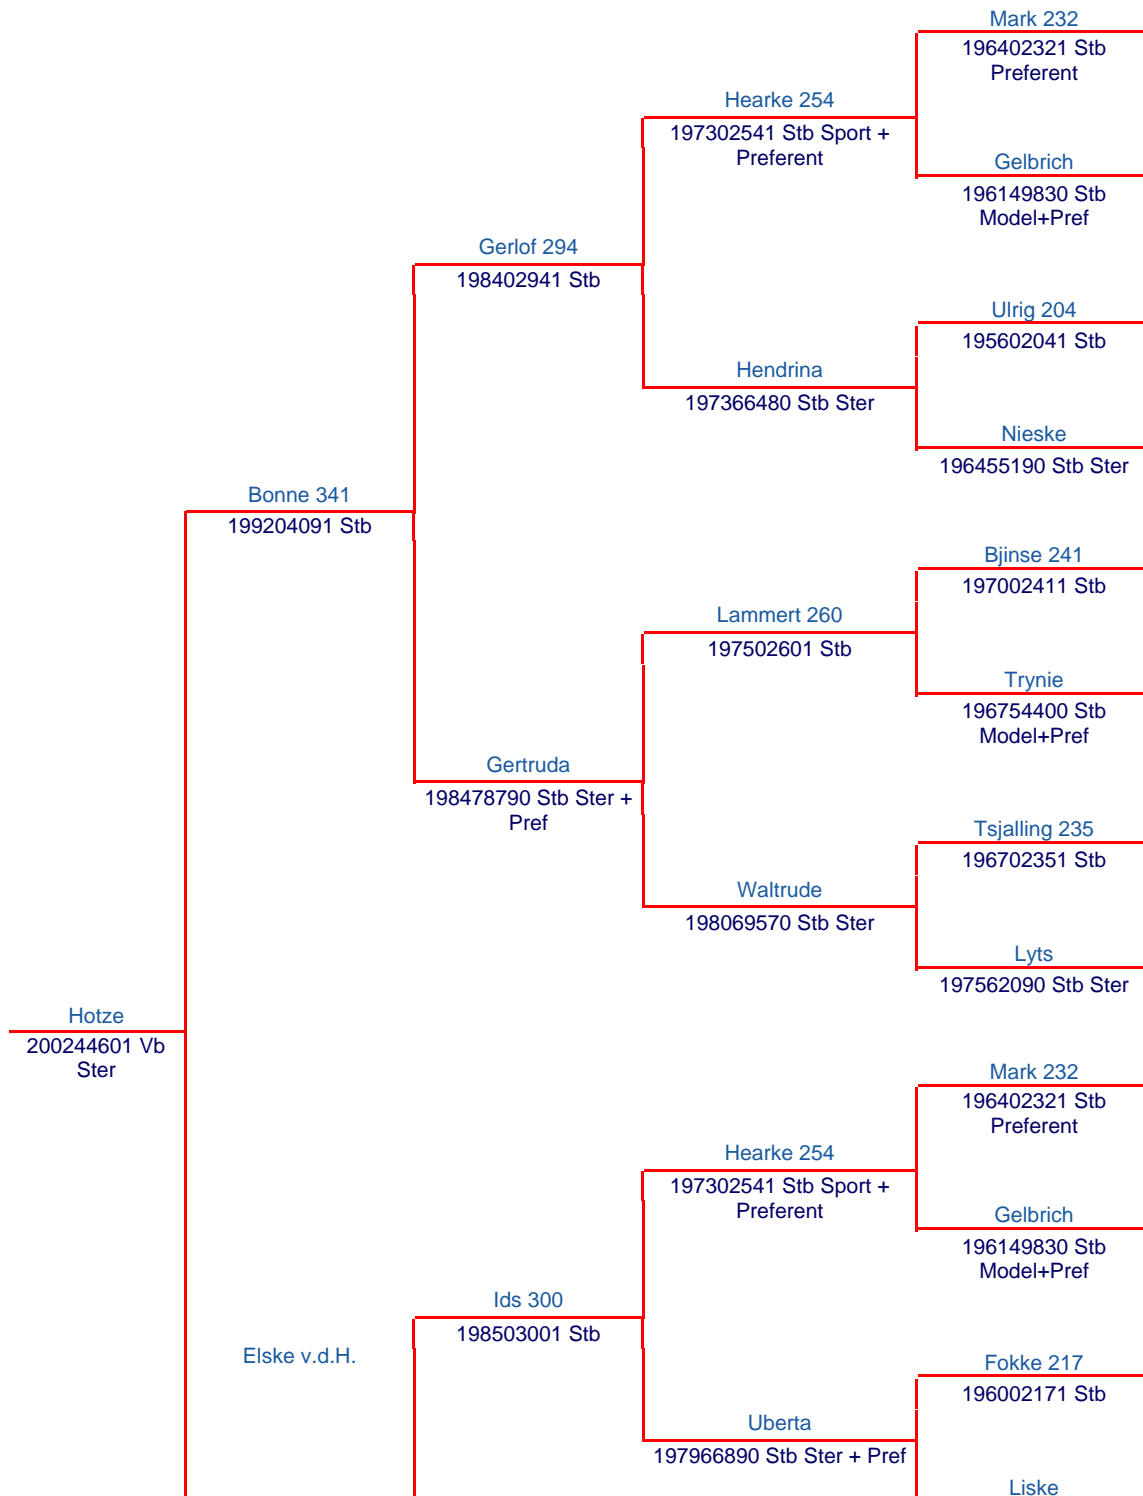 Mark 232
196402321 Stb
Preferent
Hearke 254
197302541 Stb Sport +
Preferent
Gelbrich
196149830 Stb
Model+Pref
Gerlof 294
198402941 Stb
Ulrig 204
195602041 Stb
Hendrina
197366480 Stb Ster
Nieske
196455190 Stb Ster
Bonne 341
199204091 Stb
Bjinse 241
197002411 Stb
Lammert 260
197502601 Stb
Trynie
196754400 Stb
Model+Pref
Gertruda
198478790 Stb Ster +
Pref
Tsjalling 235
196702351 Stb
Waltrude
198069570 Stb Ster
Lyts
197562090 Stb Ster
Hotze
200244601 Vb
Ster
Mark 232
196402321 Stb
Preferent
Hearke 254
197302541 Stb Sport +
Preferent
Gelbrich
196149830 Stb
Model+Pref
Ids 300
198503001 Stb
Elske v.d.H.
Fokke 217
196002171 Stb
Uberta
197966890 Stb Ster + Pref
Liske